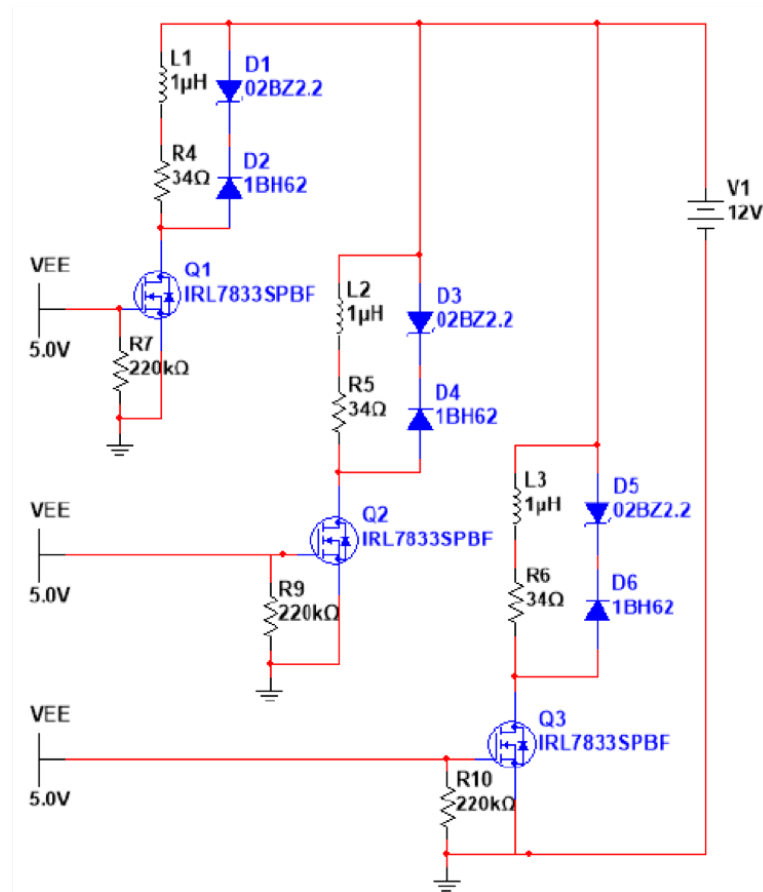 L1
1µH
D1
02BZ2.2
R4
34Ω
D2
1BH62
V1
12V
VEE
5.0V
Q1
IRL7833SPBF
R7
220kΩ
L2
1µH
D3
02BZ2.2
R5
34Ω
D4
1BH62
VEE
5.0V
Q2
IRL7833SPBF
R9
220kΩ
L3
1µH
D5
02BZ2.2
R6
34Ω
D6
1BH62
VEE
5.0V
Q3
IRL7833SPBF
R10
220kΩ